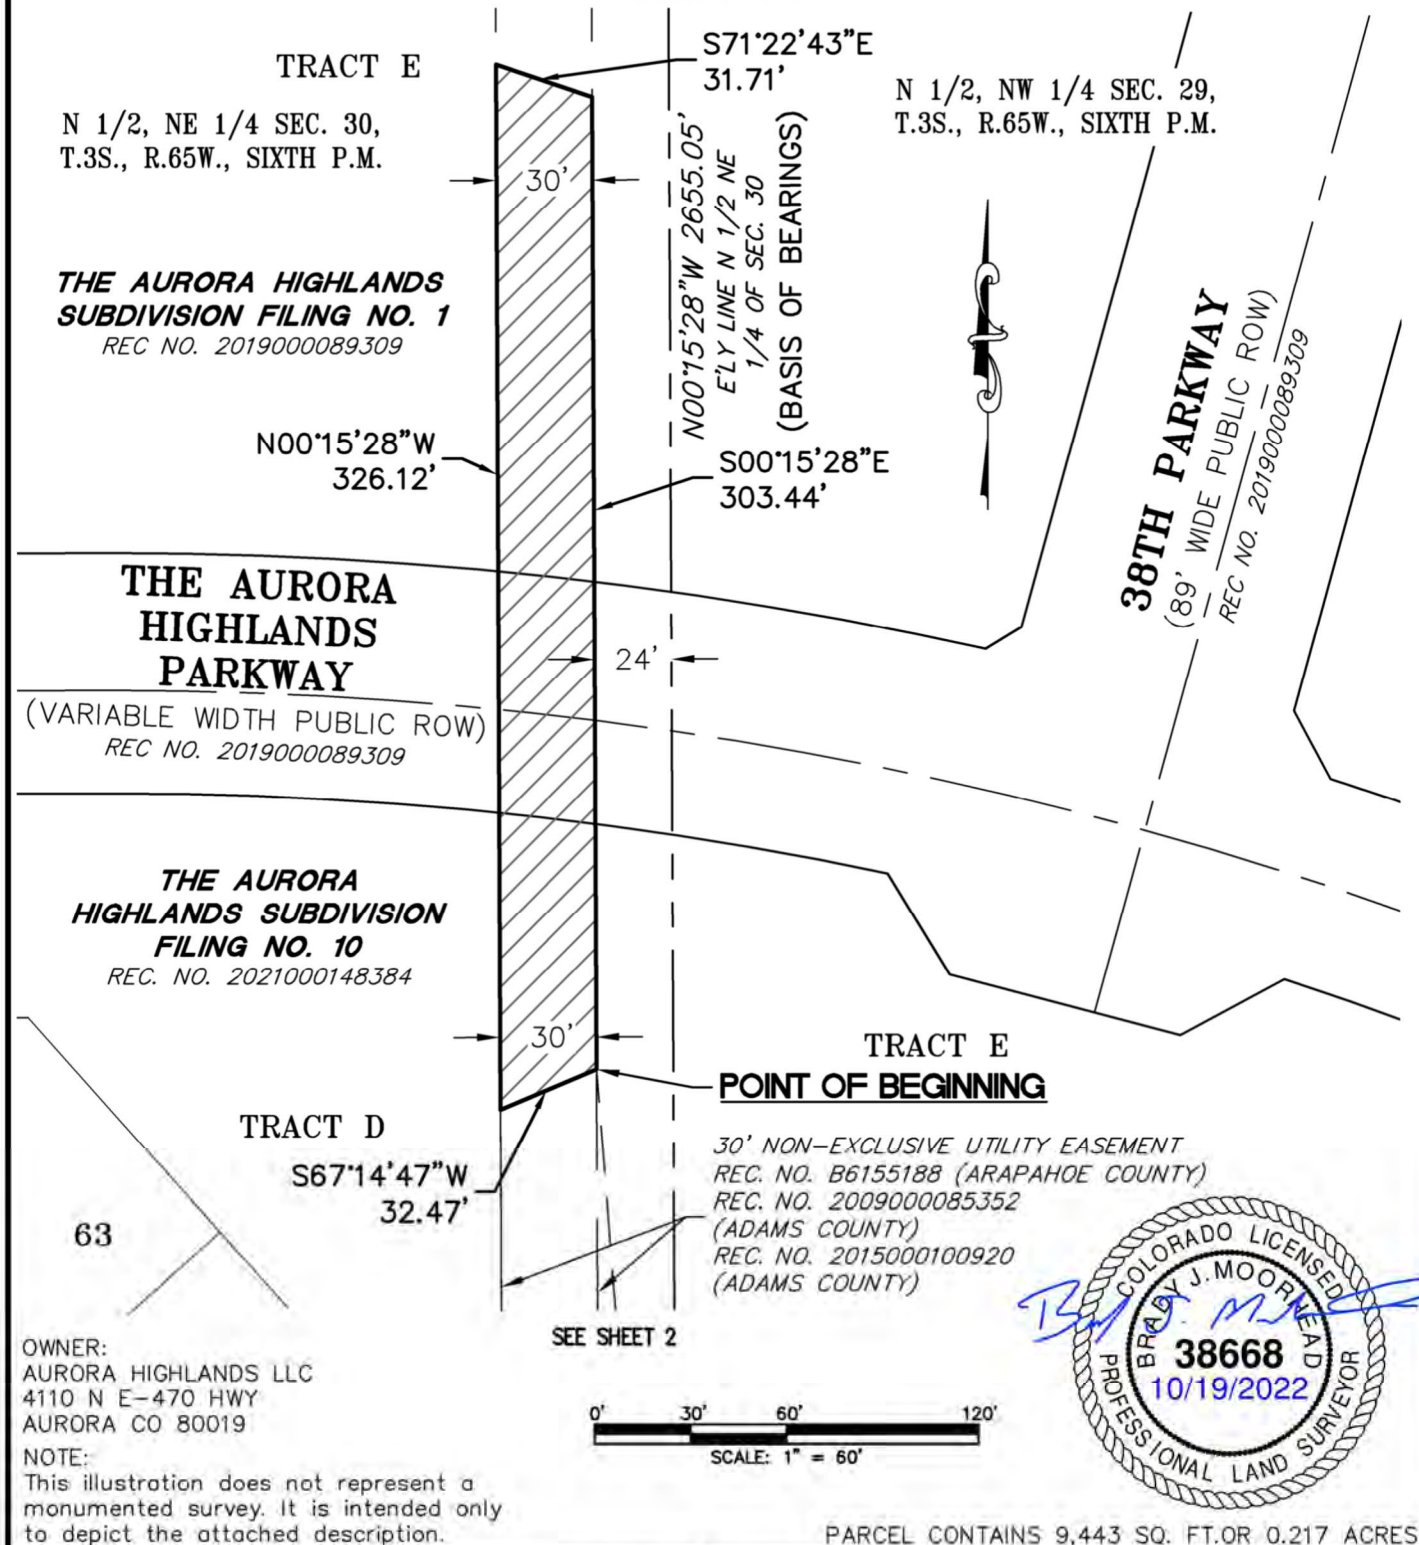 TRACT E
N 1/2, NE 1/4 SEC. 30,
T.3S., R.65W., SIXTH P.M.
S71°22'43"E
31.71'
N 1/2, NW 1/4 SEC. 29,
T.3S., R.65W., SIXTH P.M.
30'
N00°15'28"W 2655.05'
E'LY LINE N 1/2 NE
1/4 OF SEC. 30
(BASIS OF BEARINGS)
THE AURORA HIGHLANDS
SUBDIVISION FILING NO. 1
REC NO. 2019000089309
N00°15'28"W
326.12'
S00°15'28"E
303.44'
38TH PARKWAY
(89' WIDE PUBLIC ROW)
REC NO. 2019000089309
THE AURORA
HIGHLANDS
PARKWAY
(VARIABLE WIDTH PUBLIC ROW)
REC NO. 2019000089309
24'
THE AURORA
HIGHLANDS SUBDIVISION
FILING NO. 10
REC. NO. 2021000148384
30'
TRACT E
POINT OF BEGINNING
TRACT D
S67°14'47"W
32.47'
63
30' NON-EXCLUSIVE UTILITY EASEMENT
REC. NO. B6155188 (ARAPAHOE COUNTY)
REC. NO. 2009000085352
(ADAMS COUNTY)
REC. NO. 2015000100920
(ADAMS COUNTY)
SEE SHEET 2
COLORADO LICENSED
BRADY J. MOORHEAD
38668
10/19/2022
PROFESSIONAL LAND SURVEYOR
OWNER:
AURORA HIGHLANDS LLC
4110 N E-470 HWY
AURORA CO 80019
0' 30' 60' 120'
SCALE: 1" = 60'
NOTE:
This illustration does not represent a
monumented survey. It is intended only
to depict the attached description.
PARCEL CONTAINS 9,443 SQ. FT.OR 0.217 ACRES